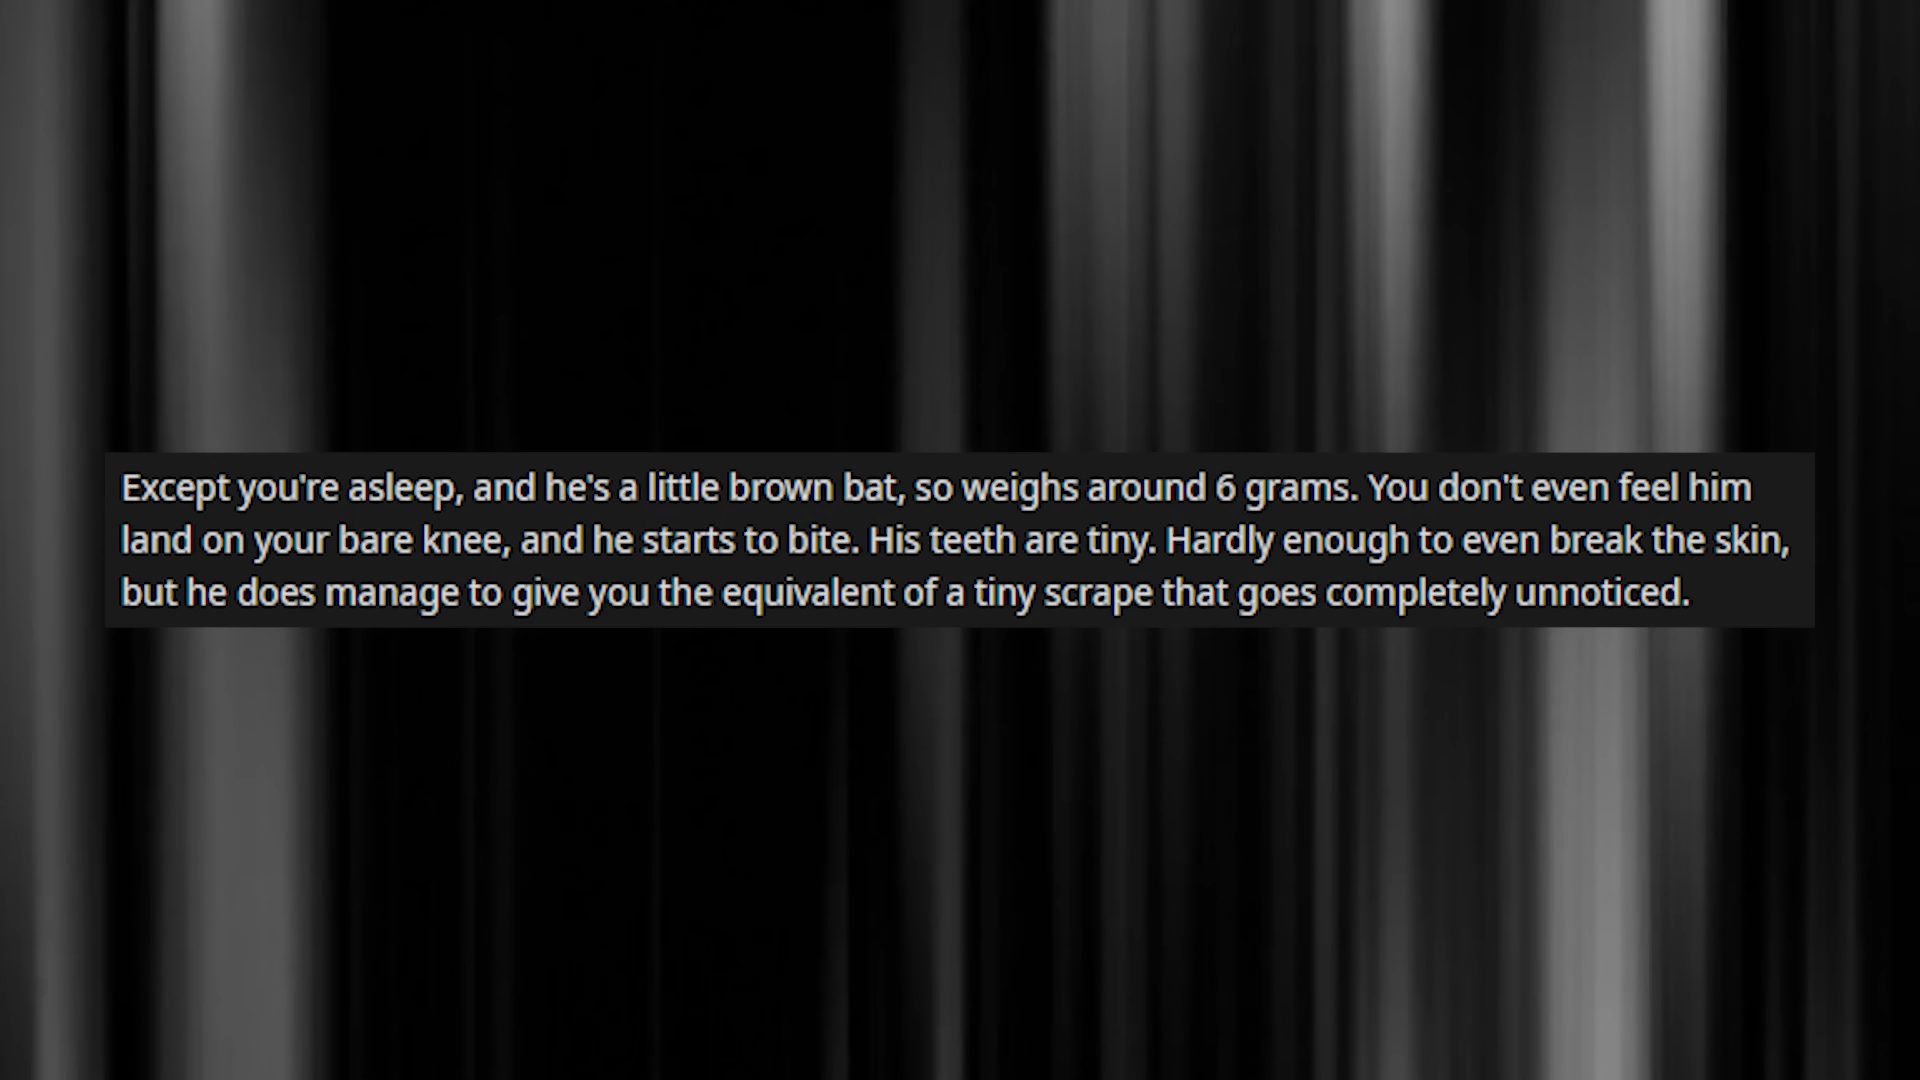 Except you're asleep, and he's a little brown bat, so weighs around 6 grams. You don't even feel him
land on your bare knee, and he starts to bite. His teeth are tiny. Hardly enough to even break the skin,
but he does manage to give you the equivalent of a tiny scrape that goes completely unnoticed.